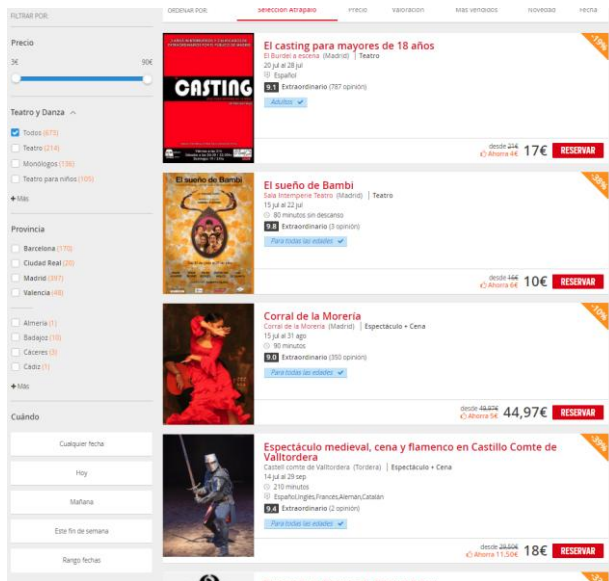 FILTRAR POR:
Precio
3€ 90€
Teatro y Danza
Todos (673)
Teatro (214)
Monólogos (136)
Teatro para niños (105)
+ Más
Provincia
Barcelona (170)
Ciudad Real (20)
Madrid (397)
Valencia (48)
Almería (1)
Badajoz (10)
Cáceres (3)
Cádiz (1)
+ Más
Cuándo
Cualquier fecha
Hoy
Mañana
Este fin de semana
Rango fechas
ORDENAR POR: Selección Atrápalo Precio Valoración Más vendidos Novedad Fecha
CASTING
El casting para mayores de 18 años
El Burdel a escena (Madrid) | Teatro
20 jul al 28 jul
Español
9.1 Extraordinario (787 opinión)
Adultos
-19%
desde 21€
Ahorra 4€ 17€ RESERVAR
El sueño de Bambi
El sueño de Bambi
Sala Intemperie Teatro (Madrid) | Teatro
15 jul al 22 jul
90 minutos sin descanso
9.8 Extraordinario (3 opinión)
Para todas las edades
-38%
desde 16€
Ahorra 6€ 10€ RESERVAR
Corral de la Morería
Corral de la Morería (Madrid) | Espectáculo + Cena
15 jul al 31 ago
90 minutos
9.0 Extraordinario (350 opinión)
Para todas las edades
-10%
desde 49,97€
Ahorra 5€ 44,97€ RESERVAR
Espectáculo medieval, cena y flamenco en Castillo Comte de
Valltordera
Castell comte de Valltordera (Tordera) | Espectáculo + Cena
14 jul al 29 sep
210 minutos
Español,Inglés,Frances,Alemán,Catalán
9.4 Extraordinario (2 opinión)
Para todas las edades
-39%
desde 29,50€
Ahorra 11,50€ 18€ RESERVAR